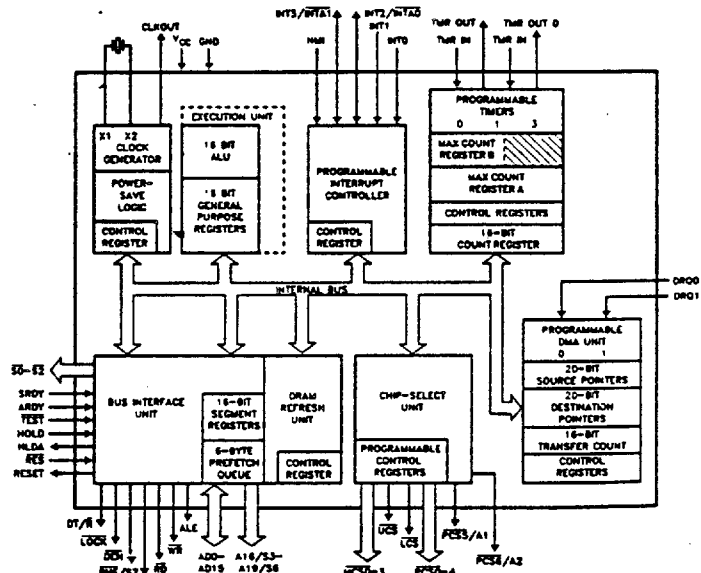 CLKOUT
VCC GND
INT3/INTA1
INT2/INTA0
NMI
INT1
INT0
TMR OUT
TMR OUT 0
TMR IN
TMR IN
X1 X2
CLOCK
GENERATOR
POWER-
SAVE
LOGIC
CONTROL
REGISTER
EXECUTION UNIT
16 BIT
ALU
GENERAL
PURPOSE
REGISTERS
PROGRAMMABLE
INTERRUPT
CONTROLLER
CONTROL
REGISTER
PROGRAMMABLE
TIMERS
0 1 3
MAX COUNT
REGISTER B
MAX COUNT
REGISTER A
CONTROL REGISTERS
16-BIT
COUNT REGISTER
INTERNAL BUS
DRQ0
DRQ1
PROGRAMMABLE
DMA UNIT
0 1
20-BIT
SOURCE POINTERS
20-BIT
DESTINATION
POINTERS
16-BIT
TRANSFER COUNT
CONTROL
REGISTERS
S0-S2
SRDY
ARDY
TEST
HOLD
HLDA
RES
RESET
BUS INTERFACE
UNIT
16-BIT
SEGMENT
REGISTERS
6-BYTE
PREFETCH
QUEUE
DRAM
REFRESH
UNIT
CONTROL
REGISTER
CHIP-SELECT
UNIT
PROGRAMMABLE
CONTROL
REGISTERS
DT/R
LOCK
DEN
RD
WR
ALE
AD0-
AD15
A16/S3-
A19/S6
UCS
LCS
PCS5/A1
PCS6/A2